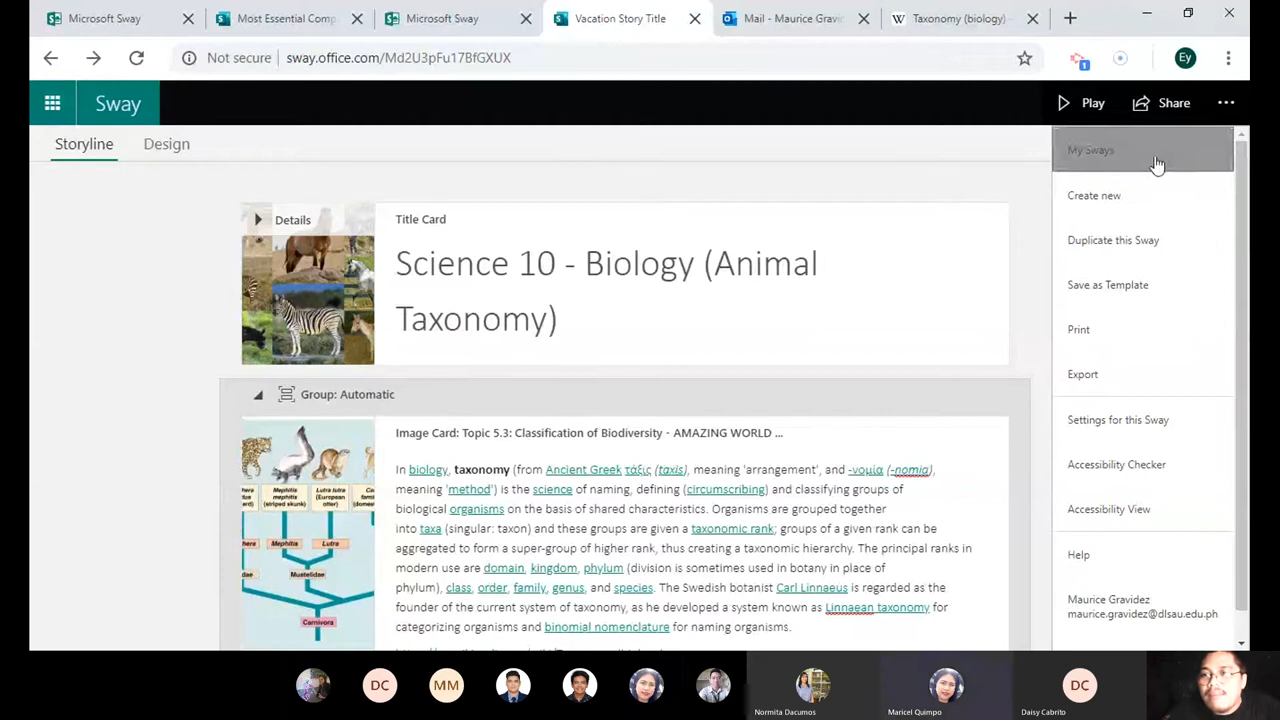 Microsoft Sway
Most Essential Comp
Microsoft Sway
Vacation Story Title
Mail - Maurice Gravi
Taxonomy (biology) -
Not secure
sway.office.com/Md2U3pFu17BfGXUX
1
Ey
Sway
Play
Share
Storyline
Design
My Sways
Create new
Duplicate this Sway
Save as Template
Print
Export
Settings for this Sway
Accessibility Checker
Accessibility View
Help
Maurice Gravidez
maurice.gravidez@dlsau.edu.ph
Details
Title Card
Science 10 - Biology (Animal
Taxonomy)
Group: Automatic
Image Card: Topic 5.3: Classification of Biodiversity - AMAZING WORLD ...
In biology, taxonomy (from Ancient Greek τάξις (taxis), meaning 'arrangement', and -νομία (-nomia),
meaning 'method') is the science of naming, defining (circumscribing) and classifying groups of
biological organisms on the basis of shared characteristics. Organisms are grouped together
into taxa (singular: taxon) and these groups are given a taxonomic rank; groups of a given rank can be
aggregated to form a super-group of higher rank, thus creating a taxonomic hierarchy. The principal ranks in
modern use are domain, kingdom, phylum (division is sometimes used in botany in place of
phylum), class, order, family, genus, and species. The Swedish botanist Carl Linnaeus is regarded as the
founder of the current system of taxonomy, as he developed a system known as Linnaean taxonomy for
categorizing organisms and binomial nomenclature for naming organisms.
Mephitis
mephitis
(striped skunk)
Lutra lutra
(European
otter)
Mephitis
Lutra
Mustelidae
Carnivora
DC
MM
DC
Normita Dacumos
Maricel Quimpo
Daisy Cabrito